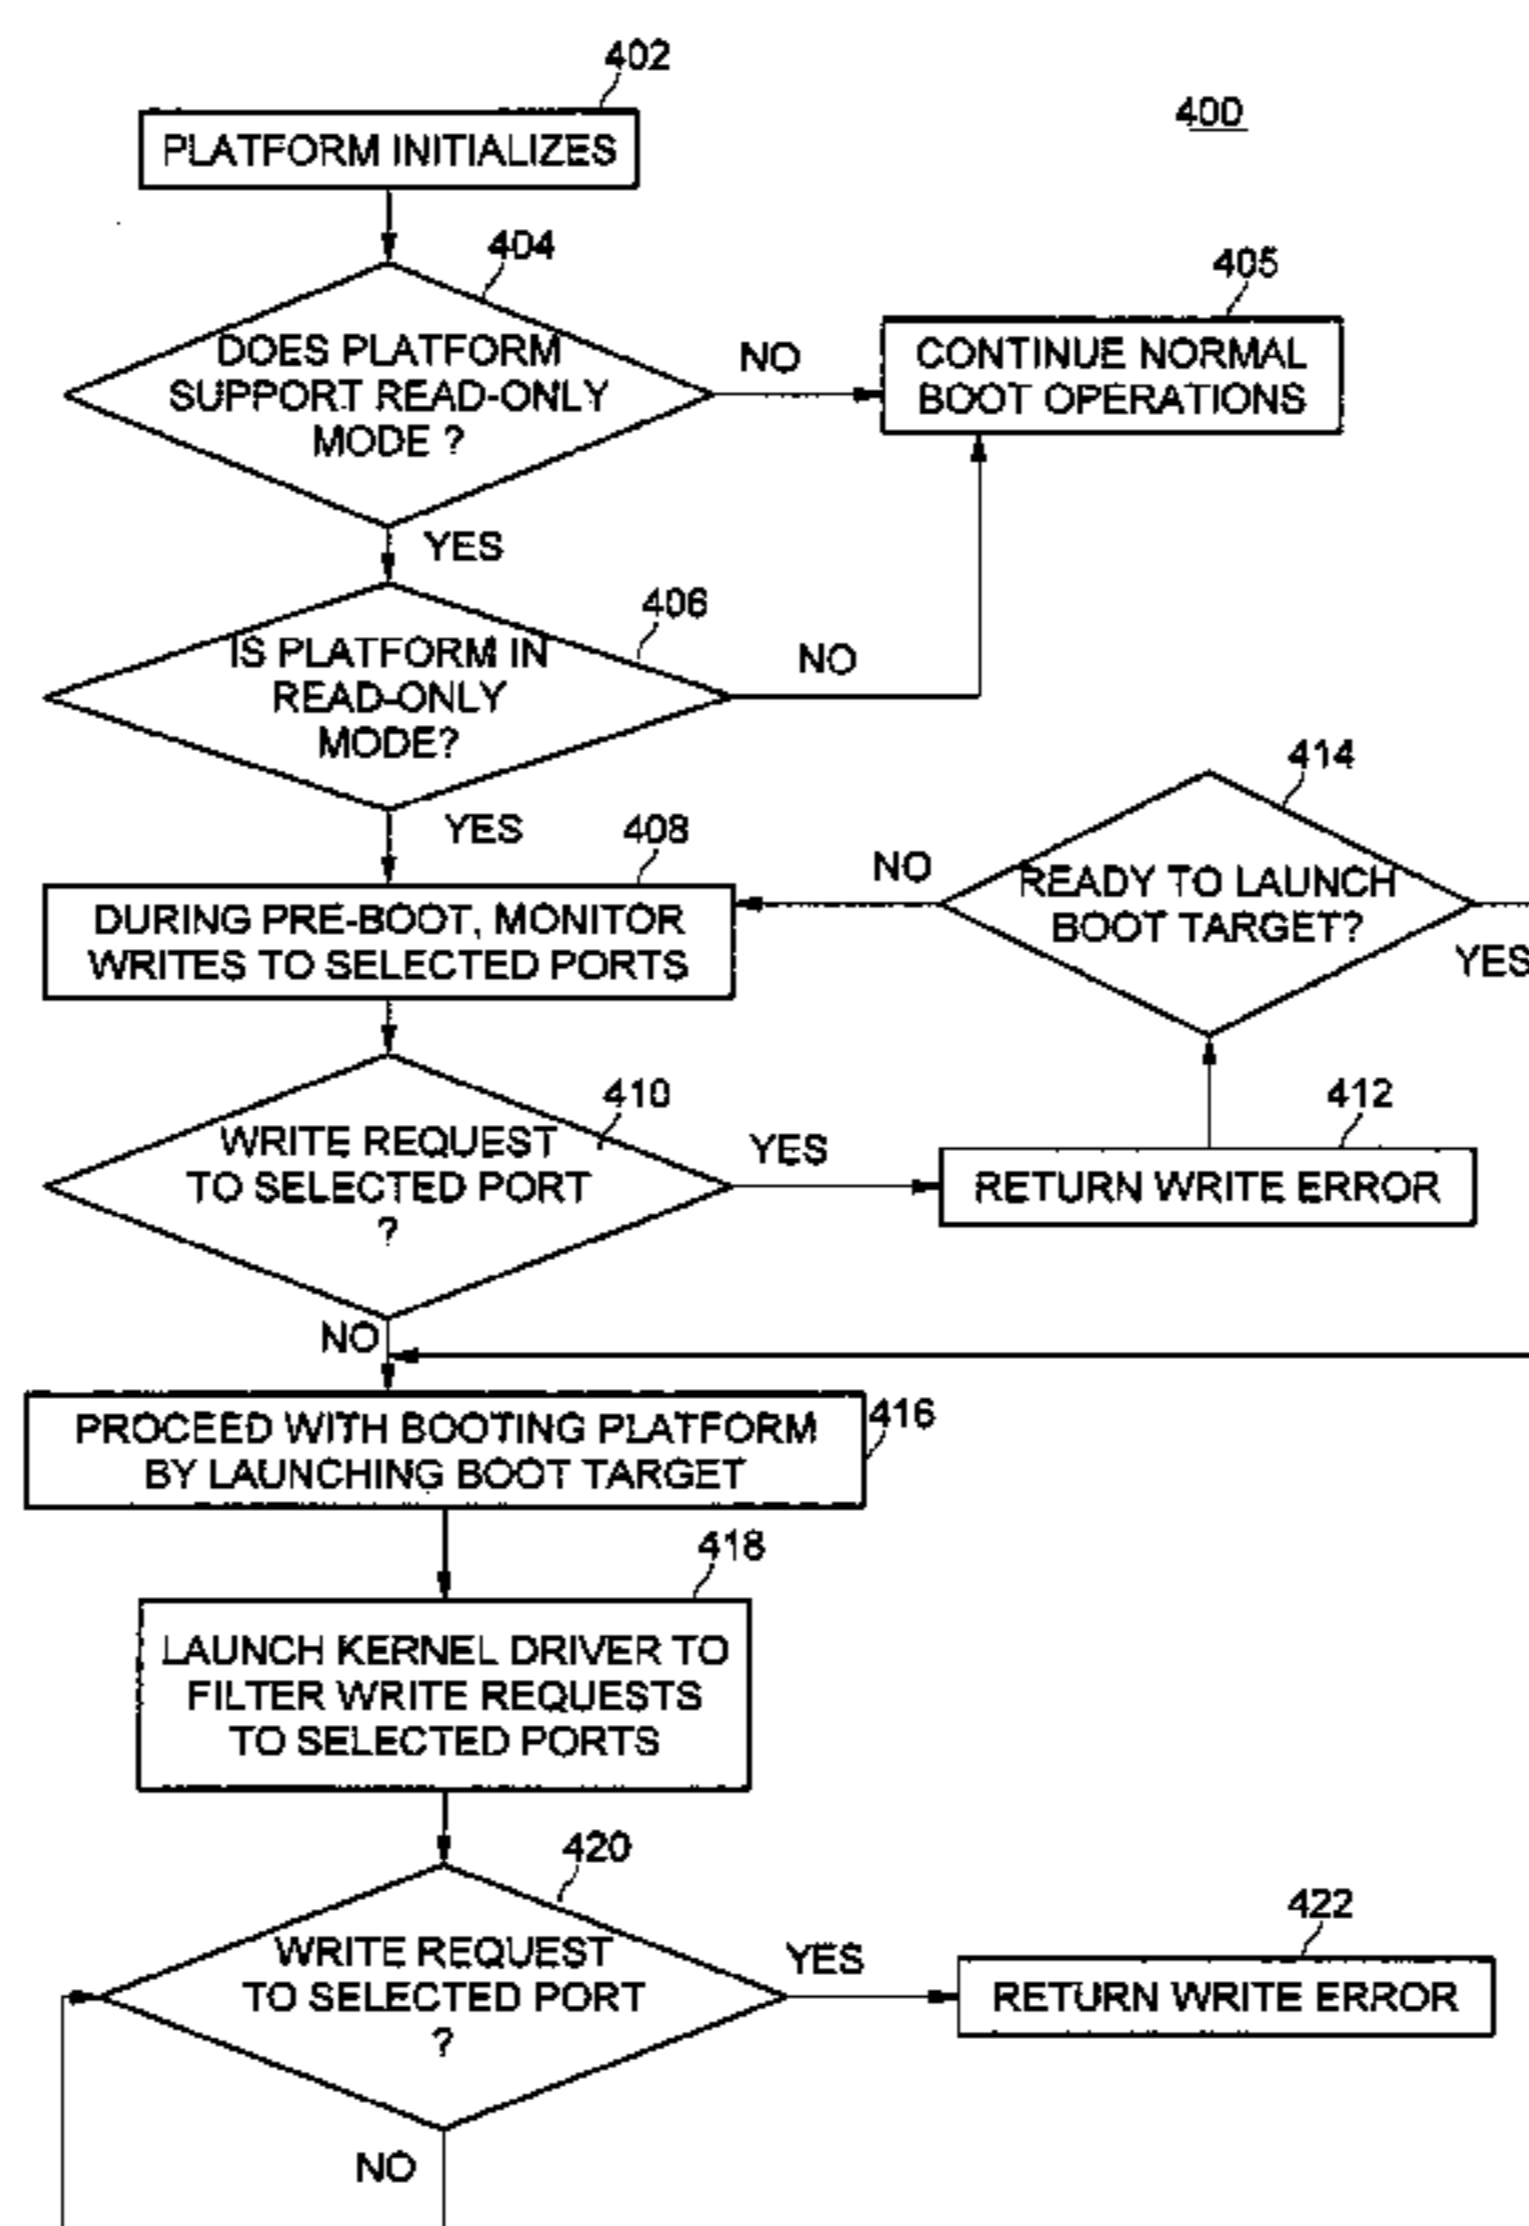 402
400
PLATFORM INITIALIZES
404
405
DOES PLATFORM
SUPPORT READ-ONLY
MODE ?
NO
CONTINUE NORMAL
BOOT OPERATIONS
YES
406
IS PLATFORM IN
READ-ONLY
MODE?
NO
414
YES
408
NO
READY TO LAUNCH
BOOT TARGET?
YES
DURING PRE-BOOT, MONITOR
WRITES TO SELECTED PORTS
410
412
WRITE REQUEST
TO SELECTED PORT
?
YES
RETURN WRITE ERROR
NO
PROCEED WITH BOOTING PLATFORM
BY LAUNCHING BOOT TARGET
416
418
LAUNCH KERNEL DRIVER TO
FILTER WRITE REQUESTS
TO SELECTED PORTS
420
422
WRITE REQUEST
TO SELECTED PORT
?
YES
RETURN WRITE ERROR
NO